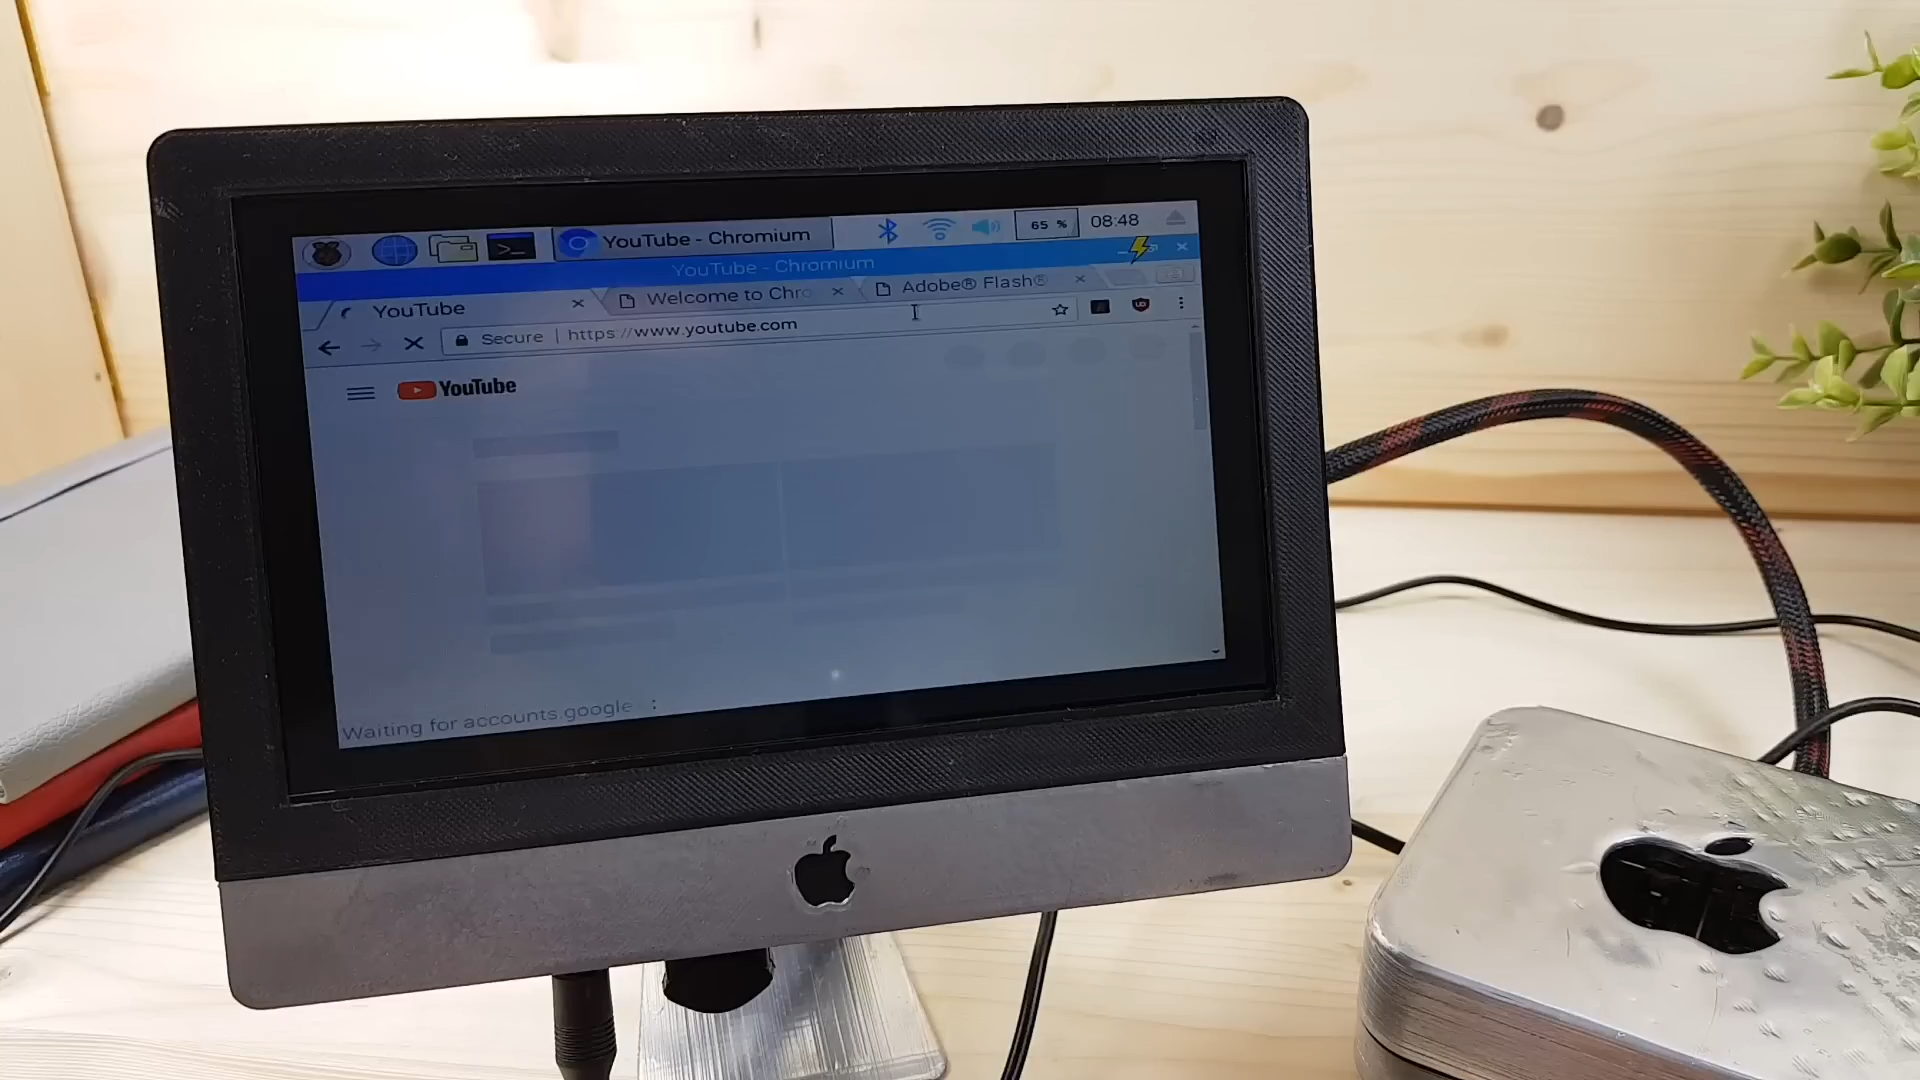 YouTube - Chromium
65 %
08:48
YouTube - Chromium
YouTube
Welcome to Chro
Adobe® Flash®
Secure
https://www.youtube.com
YouTube
Waiting for accounts.google